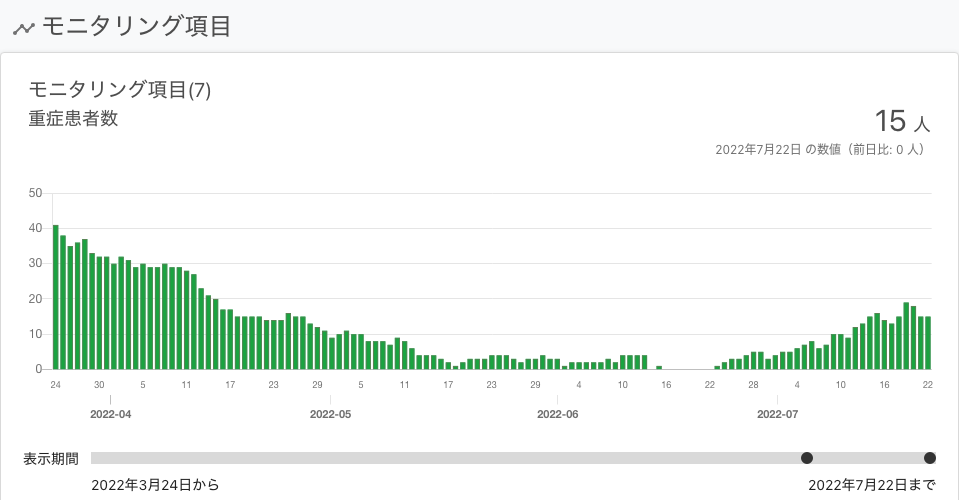 モニタリング項目
モニタリング項目(7)
重症患者数
15 人
2022年7月22日 の数値（前日比: 0 人）
50
40
30
20
10
0
24 30 5 11 17 23 29 5 11 17 23 29 4 10 16 22 28 4 10 16 22
2022-04 2022-05 2022-06 2022-07
表示期間
2022年3月24日から 2022年7月22日まで